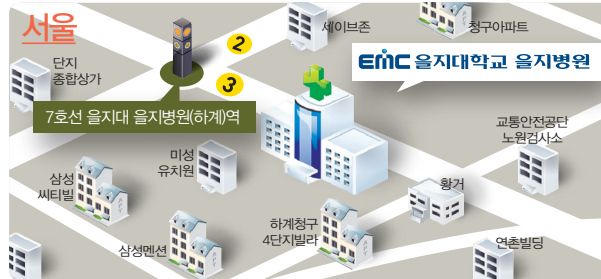 서울
2
3
세이브존
청구아파트
단지
종합상가
EMC 을지대학교 을지병원
7호선 을지대 을지병원(하계)역
교통안전공단
노원검사소
미성
유치원
삼성
씨티빌
황거
하계청구
4단지빌라
삼성멘션
연촌빌딩